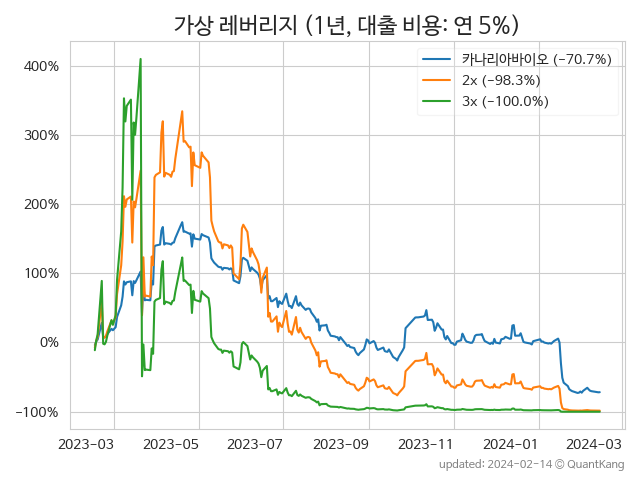 가상 레버리지 (1년, 대출 비용: 연 5%)
카나리아바이오 (−70.7%)
2x (−98.3%)
3x (−100.0%)
400%
300%
200%
100%
0%
−100%
2023-03 2023-05 2023-07 2023-09 2023-11 2024-01 2024-03
updated: 2024-02-14 © QuantKang